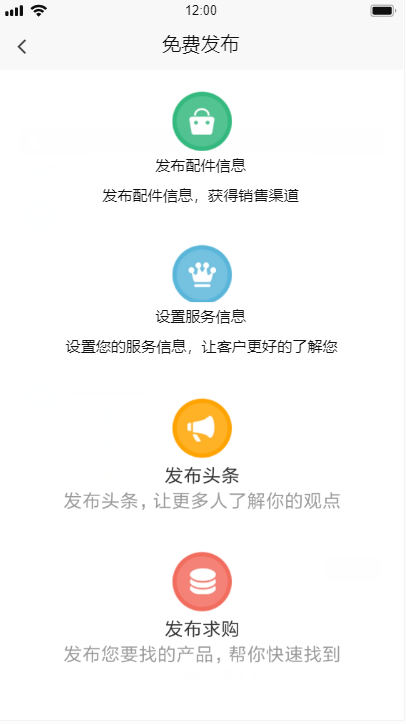 12:00
免费发布
发布配件信息
发布配件信息，获得销售渠道
设置服务信息
设置您的服务信息，让客户更好的了解您
发布头条
发布头条，让更多人了解你的观点
发布求购
发布您要找的产品，帮你快速找到